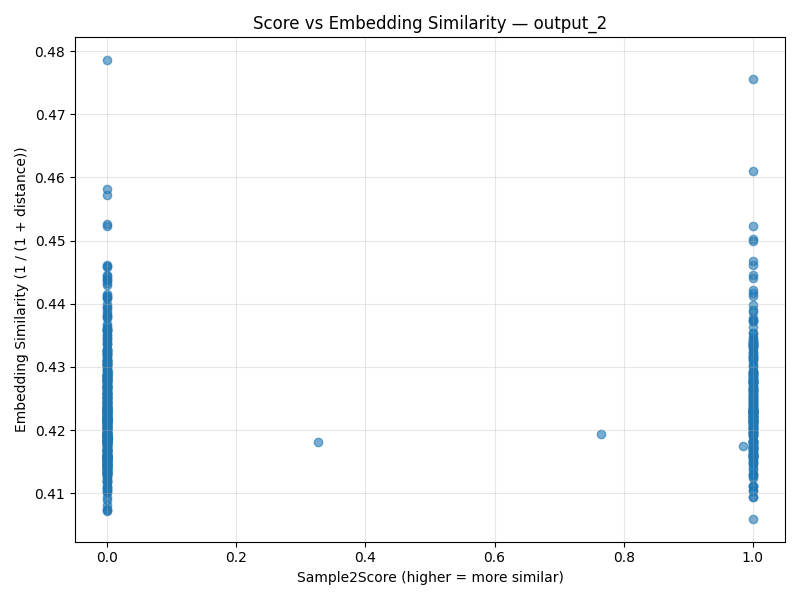 Score vs Embedding Similarity — output_2
Embedding Similarity (1 / (1 + distance))
0.48
0.47
0.46
0.45
0.44
0.43
0.42
0.41
0.0 0.2 0.4 0.6 0.8 1.0
Sample2Score (higher = more similar)